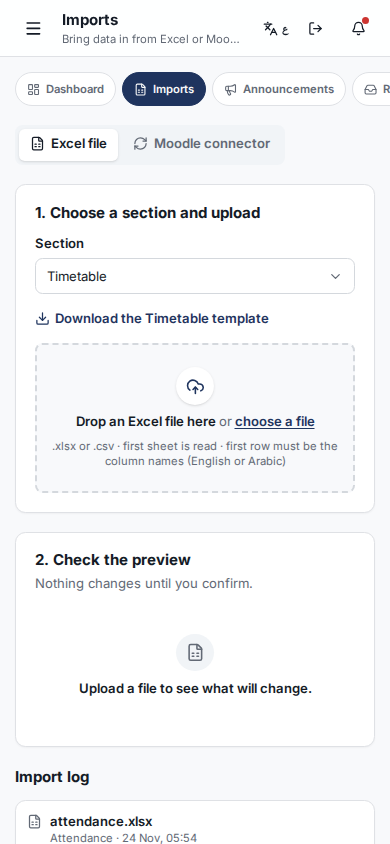 Imports
Bring data in from Excel or Moo...
ع
Dashboard
Imports
Announcements
R
Excel file
Moodle connector
1. Choose a section and upload
Section
Timetable
Download the Timetable template
Drop an Excel file here or choose a file
.xlsx or .csv · first sheet is read · first row must be the
column names (English or Arabic)
2. Check the preview
Nothing changes until you confirm.
Upload a file to see what will change.
Import log
attendance.xlsx
Attendance · 24 Nov, 05:54